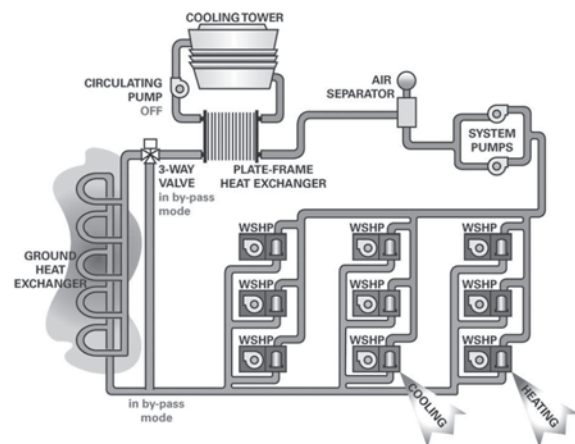 COOLING TOWER
CIRCULATING
PUMP
OFF
AIR
SEPARATOR
SYSTEM
PUMPS
3-WAY
VALVE
in by-pass
mode
PLATE-FRAME
HEAT EXCHANGER
GROUND
HEAT
EXCHANGER
WSHP
WSHP
WSHP
WSHP
WSHP
WSHP
WSHP
WSHP
WSHP
in by-pass
mode
COOLING
HEATING